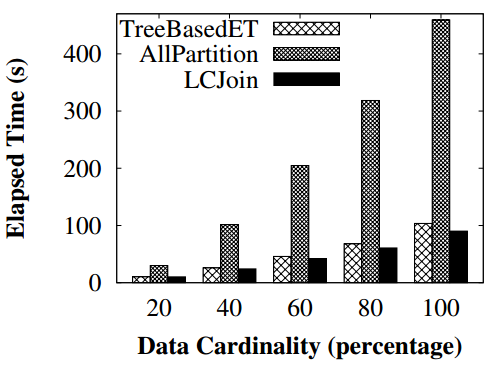 TreeBasedET
AllPartition
LCJoin
Elapsed Time (s)
400
300
200
100
0
20 40 60 80 100
Data Cardinality (percentage)